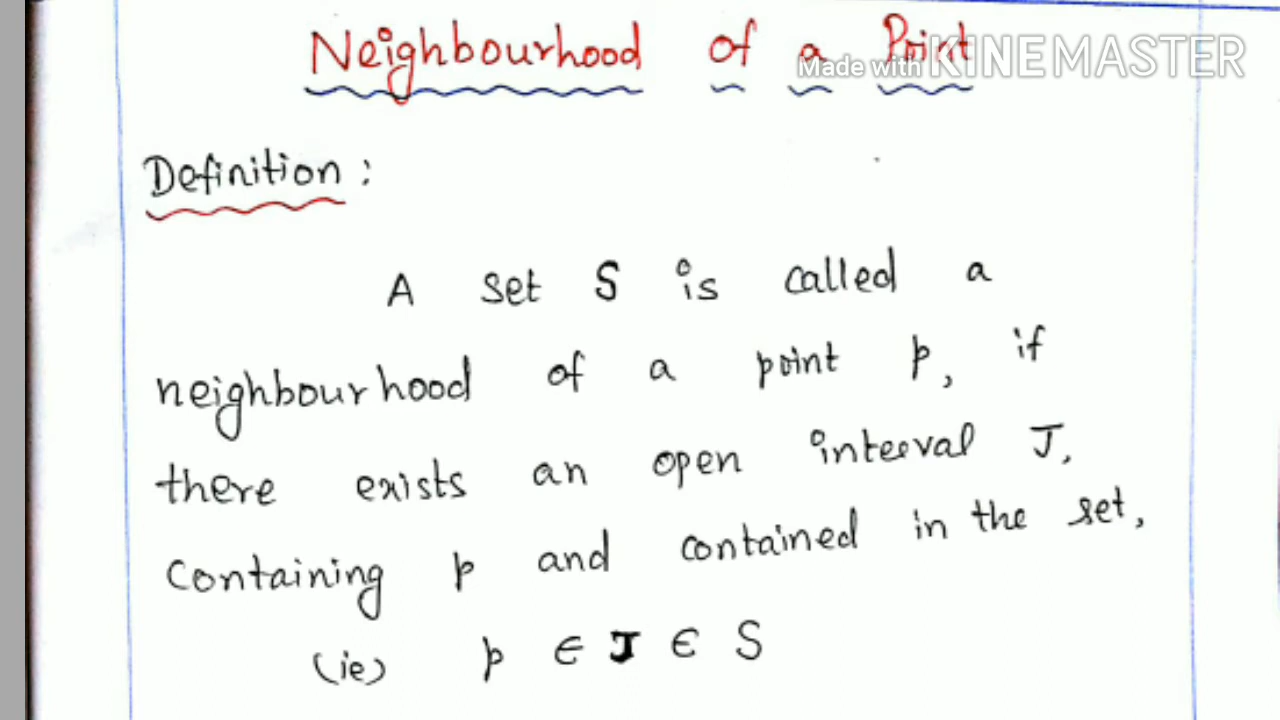 Neighbourhood of a Point
Made with KINEMASTER
Definition :
A set S is called a
neighbourhood of a point p, if
there exists an open interval J,
containing p and contained in the set,
(ie) p ∈ J ∈ S